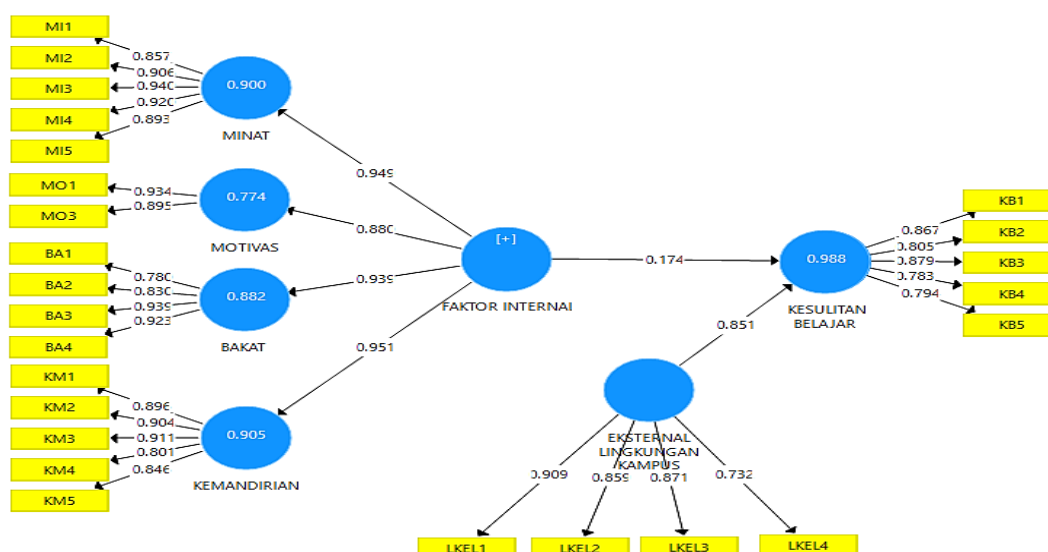 MI1
MI2
MI3
MI4
MI5
0.857
0.906
0.940
0.920
0.893
0.900
MINAT
MO1
MO3
0.934
0.895
0.774
MOTIVAS
BA1
BA2
BA3
BA4
0.780
0.830
0.939
0.923
0.882
BAKAT
KM1
KM2
KM3
KM4
KM5
0.896
0.904
0.911
0.801
0.846
0.905
KEMANDIRIAN
0.949
0.880
0.939
0.951
[+]
FAKTOR INTERNAI
0.174
0.851
0.988
KESULITAN
BELAJAR
0.867
0.805
0.879
0.783
0.794
KB1
KB2
KB3
KB4
KB5
EKSTERNAL
LINGKUNGAN
KAMPUS
0.909
0.859
0.871
0.732
LKEL1
LKEL2
LKEL3
LKEL4